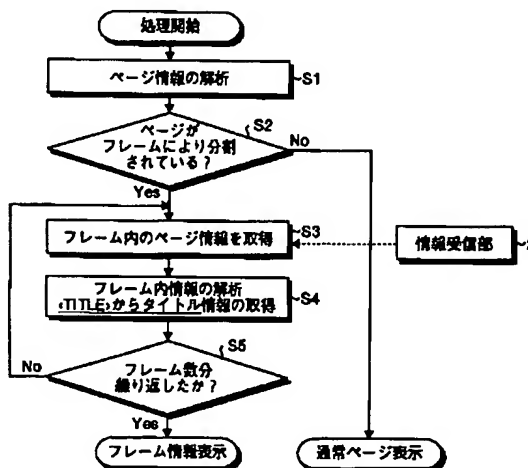 処理開始
ページ情報の解析
S1
ページが
フレームにより分割
されている?
S2
No
Yes
フレーム内のページ情報を取得
S3
情報受信部
フレーム内情報の解析
<TITLE>からタイトル情報の取得
S4
フレーム数分
繰り返したか?
S5
No
Yes
フレーム情報表示
通常ページ表示